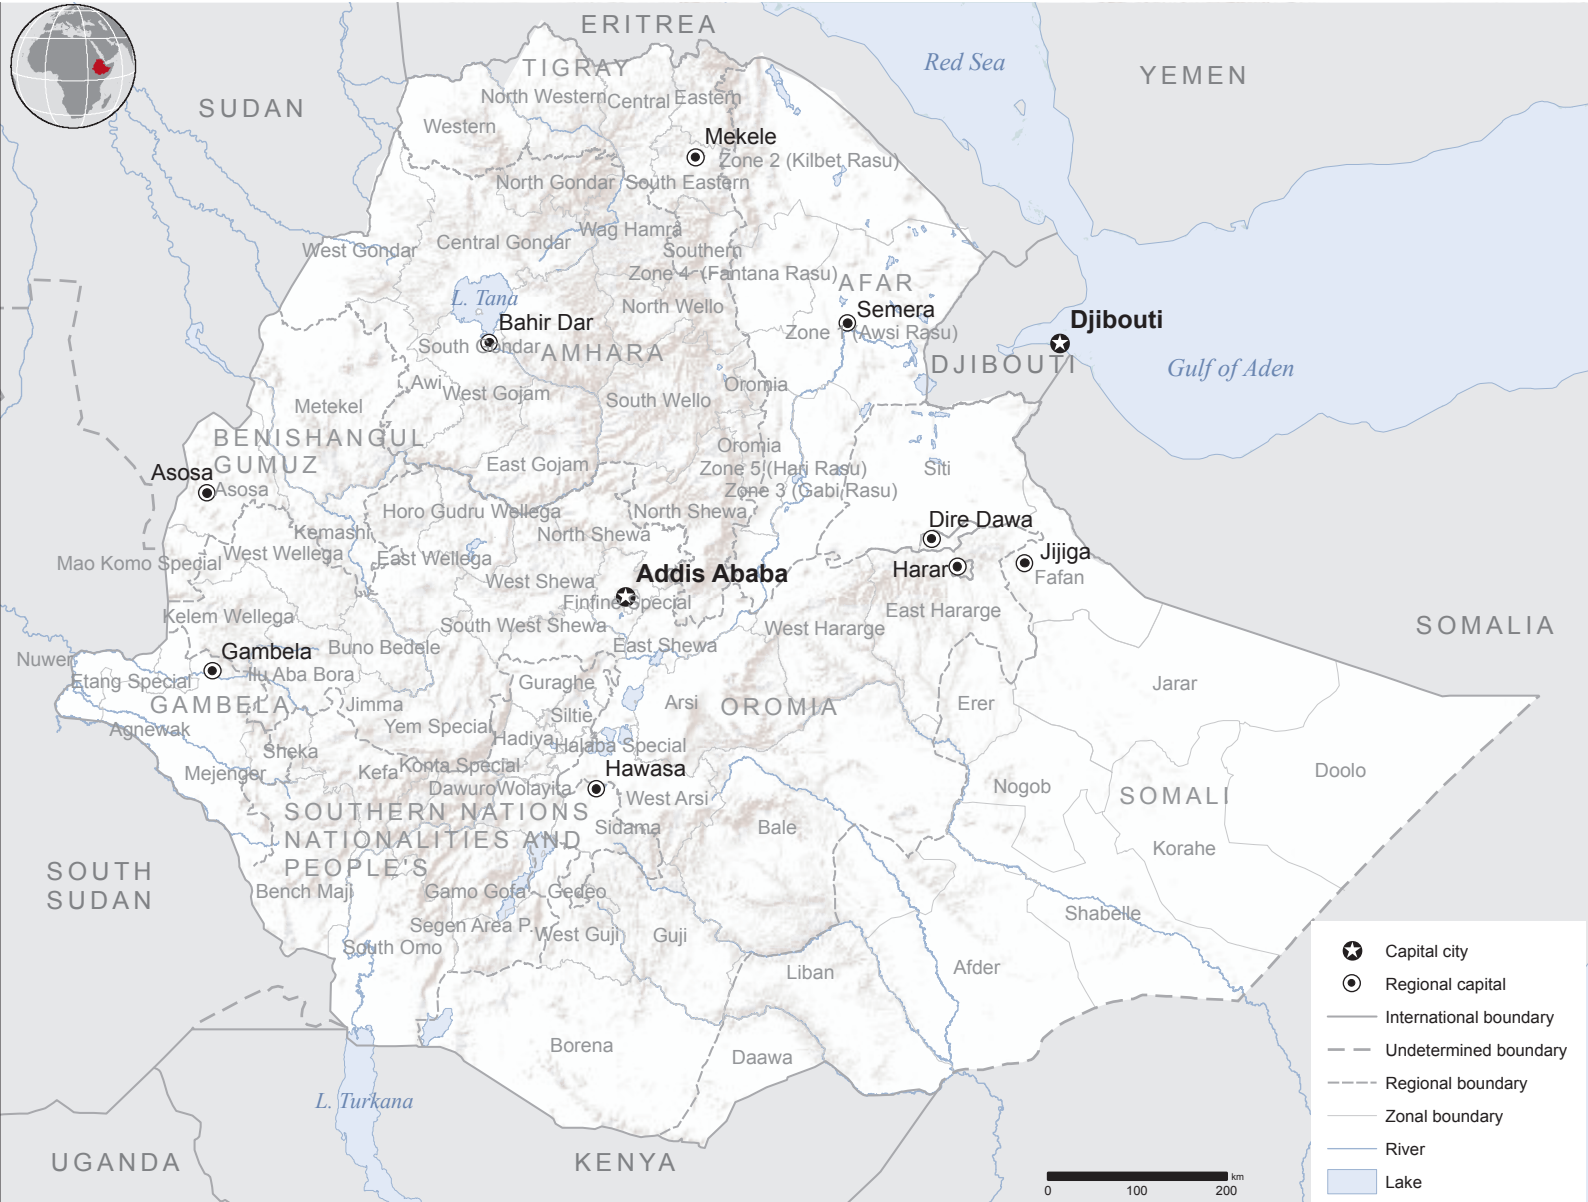 ERITREA
Red Sea
YEMEN
TIGRAY
SUDAN
North Western
Central
Eastern
Western
Mekele
Zone 2 (Kilbet Rasu)
North Gondar
South Eastern
Wag Hamra
Central Gondar
West Gondar
Southern
Zone 4 (Fantana Rasu)
AFAR
L. Tana
North Wello
Semera
Bahir Dar
Zone 1 (Awsi Rasu)
Djibouti
South Gondar
AMHARA
DJIBOUTI
Gulf of Aden
Awi
West Gojam
Oromia
South Wello
Metekel
BENISHANGUL
GUMUZ
Oromia
East Gojam
Zone 5 (Hari Rasu)
Siti
Asosa
Asosa
Zone 3 (Gabi Rasu)
Horo Gudru Wellega
North Shewa
Dire Dawa
Kemashi
North Shewa
West Wellega
East Wellega
Mao Komo Special
Jijiga
Harar
Fafan
Addis Ababa
West Shewa
Finfine Special
Kelem Wellega
East Hararge
South West Shewa
West Hararge
SOMALIA
East Shewa
Buno Bedele
Nuwer
Gambela
Ilu Aba Bora
Etang Special
Guraghe
Jarar
GAMBELA
Jimma
Arsi
OROMIA
Erer
Siltie
Agnewak
Yem Special
Hadiya
Halaba Special
Sheka
Mejenger
Kefa
Konta Special
Hawasa
Doolo
Dawuro
Wolayita
West Arsi
Nogob
SOMALI
SOUTHERN NATIONS
NATIONALITIES AND
PEOPLE'S
Sidama
Bale
Korahe
SOUTH
SUDAN
Bench Maji
Gamo Gofa
Gedeo
Shabelle
Segen Area P.
West Guji
Guji
South Omo
Liban
Afder
Borena
Daawa
L. Turkana
UGANDA
KENYA
Capital city
Regional capital
International boundary
Undetermined boundary
Regional boundary
Zonal boundary
River
Lake
km
0 100 200